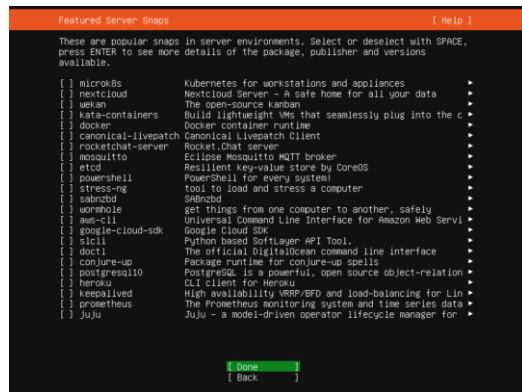 Featured Server Snaps [ Help ]
These are popular snaps in server environments. Select or deselect with SPACE,
press ENTER to see more details of the package, publisher and versions
available.
[ ] microk8s Kubernetes for workstations and appliances ▸
[ ] nextcloud Nextcloud Server - A safe home for all your data ▸
[ ] wekan The open-source kanban ▸
[ ] kata-containers Build lightweight VMs that seamlessly plug into the c ▸
[ ] docker Docker container runtime ▸
[ ] canonical-livepatch Canonical Livepatch Client ▸
[ ] rocketchat-server Rocket.Chat server ▸
[ ] mosquitto Eclipse Mosquitto MQTT broker ▸
[ ] etcd Resilient key-value store by CoreOS ▸
[ ] powershell PowerShell for every system! ▸
[ ] stress-ng tool to load and stress a computer ▸
[ ] sabnzbd SABnzbd ▸
[ ] wormhole get things from one computer to another, safely ▸
[ ] aws-cli Universal Command Line Interface for Amazon Web Servi ▸
[ ] google-cloud-sdk Google Cloud SDK ▸
[ ] slcli Python based SoftLayer API Tool. ▸
[ ] doctl The official DigitalOcean command line interface ▸
[ ] conjure-up Package runtime for conjure-up spells ▸
[ ] postgresql10 PostgreSQL is a powerful, open source object-relation ▸
[ ] heroku CLI client for Heroku ▸
[ ] keepalived High availability VRRP/BFD and load-balancing for Lin ▸
[ ] prometheus The Prometheus monitoring system and time series data ▸
[ ] juju Juju - a model-driven operator lifecycle manager for ▸
[ Done ]
[ Back ]